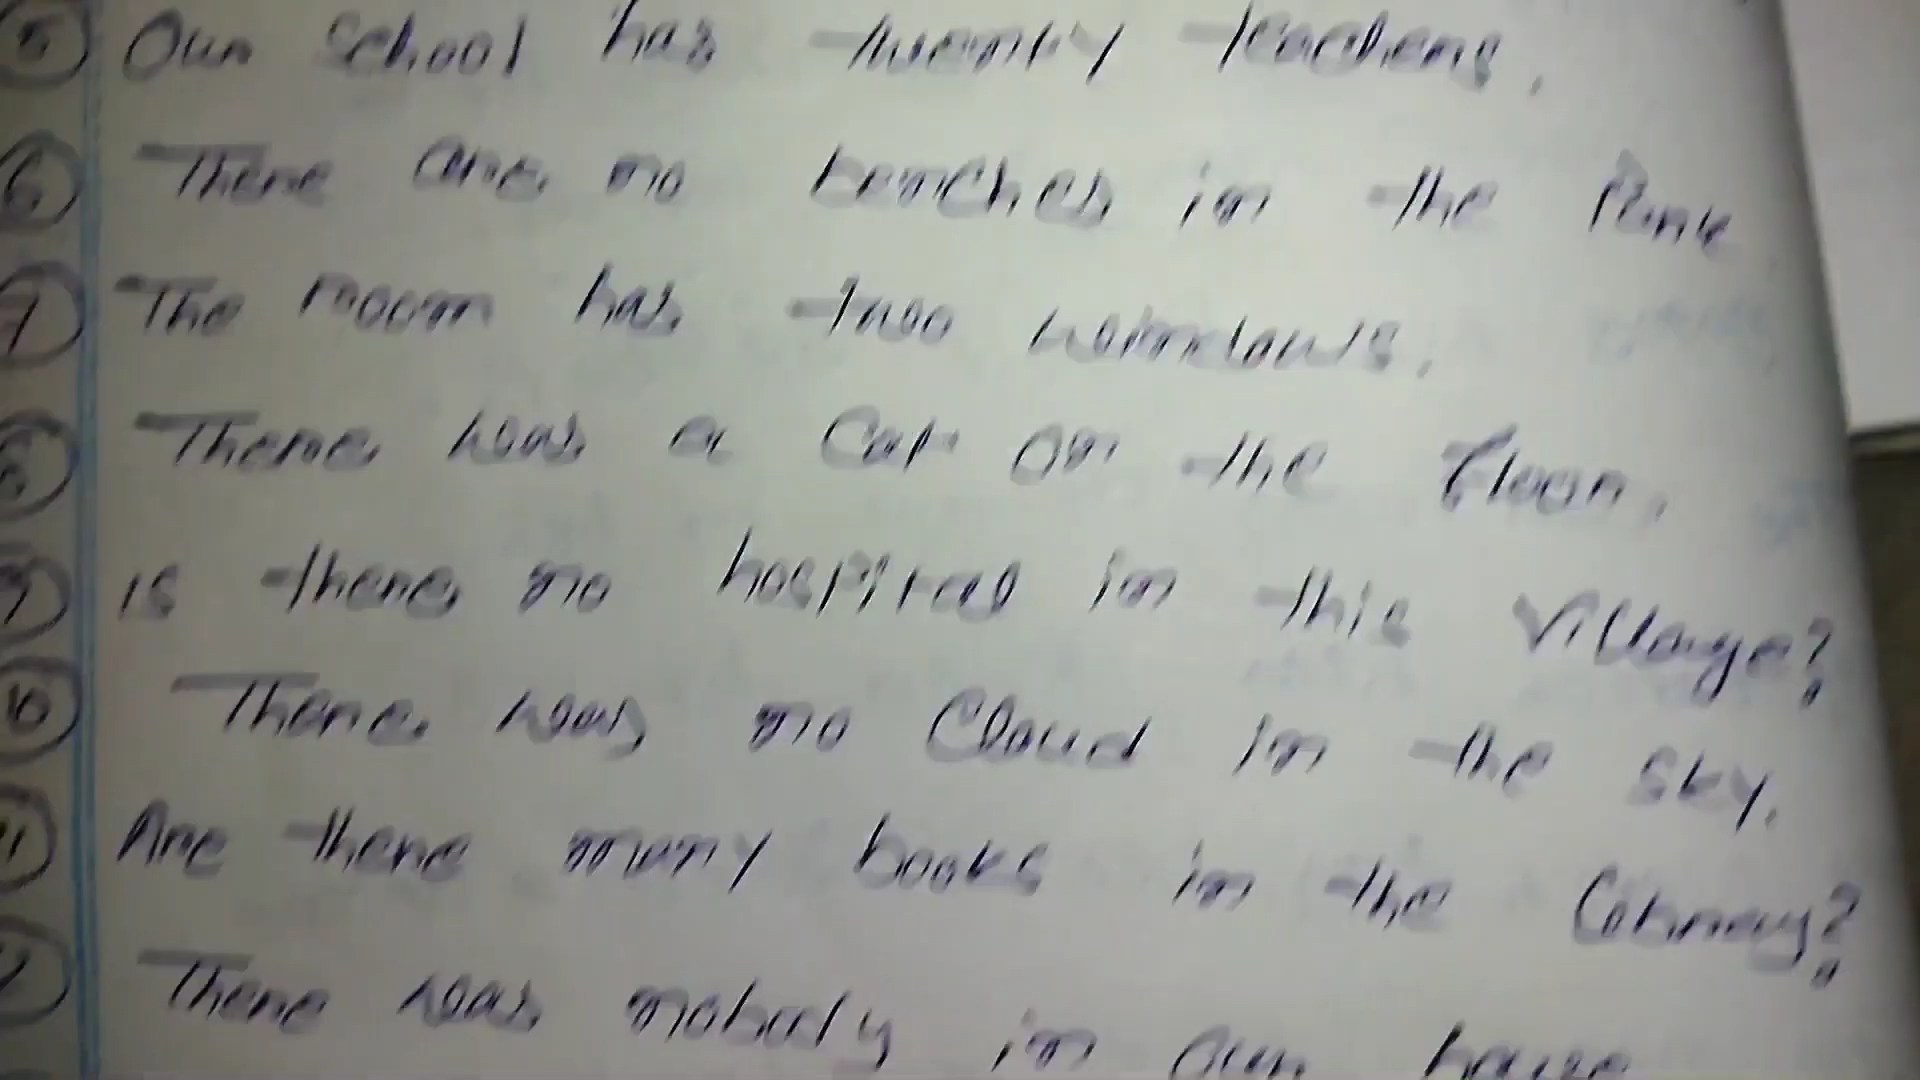 5 Our school has twenty teachers.
6 There are no benches in the Park
7 The room has two windows.
8 There was a Cat on the floor.
9 is there no hospital in this village?
10 There was no Cloud in the sky.
11 Are there many books in the
There was nobody in our house